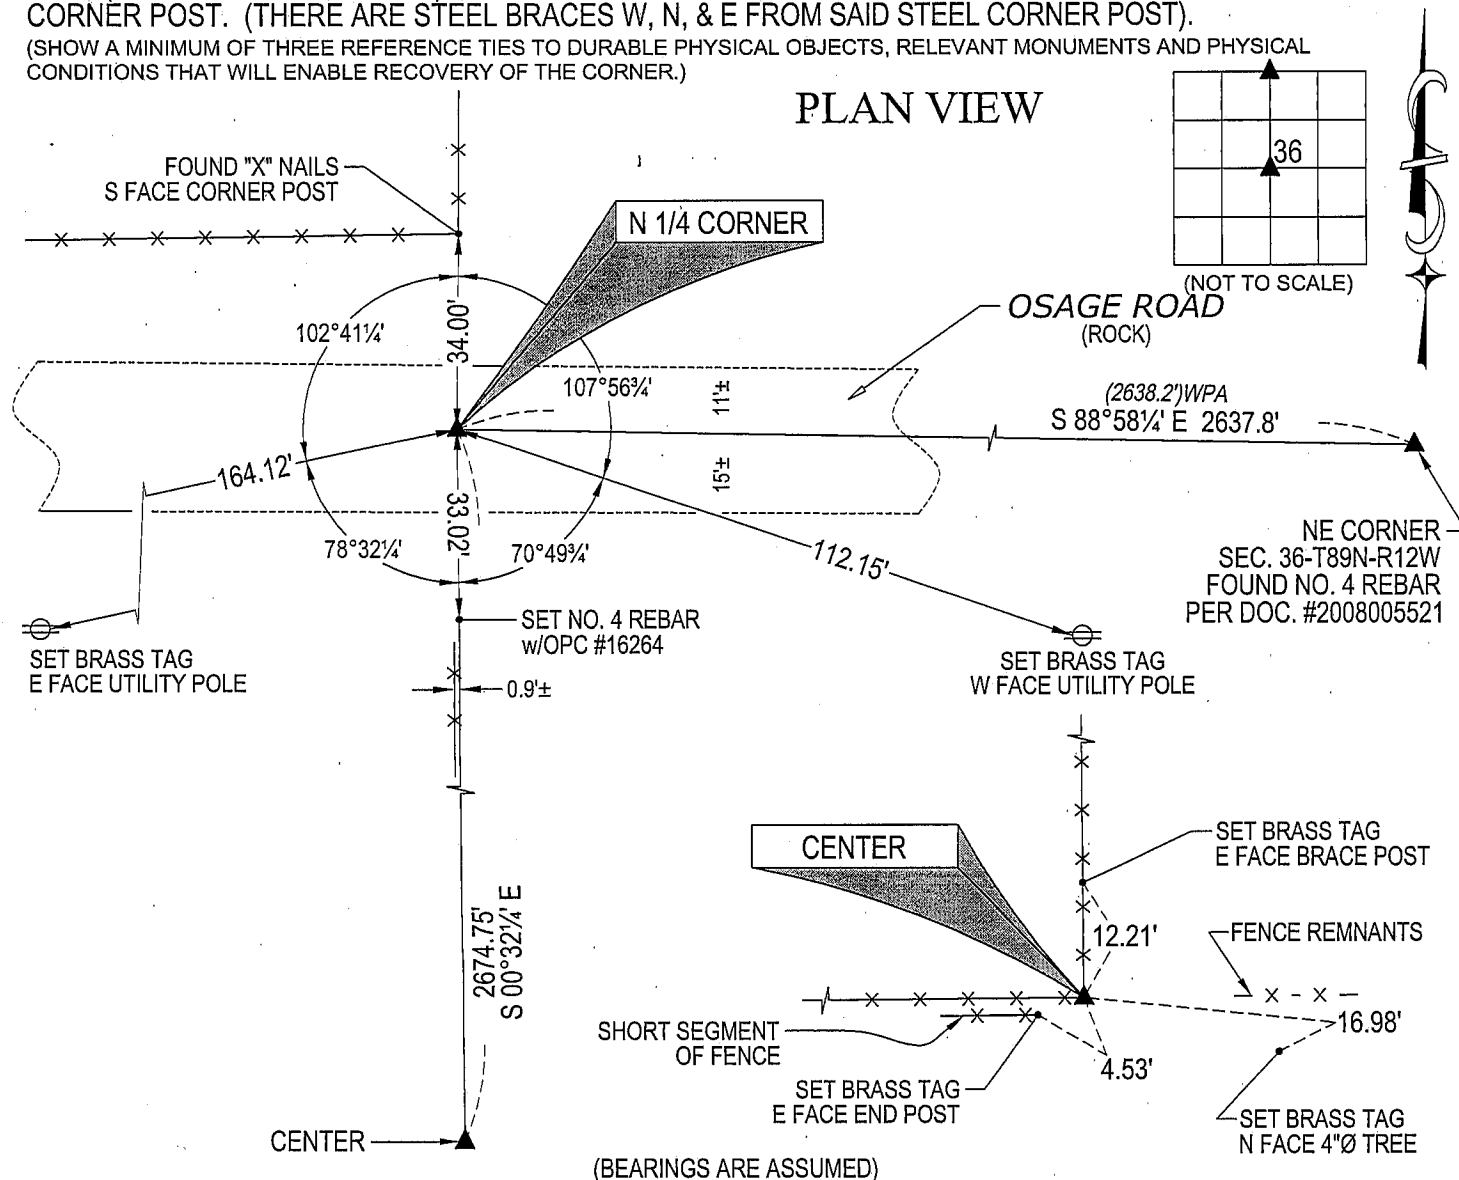 CORNER POST. (THERE ARE STEEL BRACES W, N, & E FROM SAID STEEL CORNER POST).
(SHOW A MINIMUM OF THREE REFERENCE TIES TO DURABLE PHYSICAL OBJECTS, RELEVANT MONUMENTS AND PHYSICAL
CONDITIONS THAT WILL ENABLE RECOVERY OF THE CORNER.)
PLAN VIEW
36
(NOT TO SCALE)
FOUND "X" NAILS
S FACE CORNER POST
N 1/4 CORNER
OSAGE ROAD
(ROCK)
102°41¼'
34.00'
107°56¾'
11'±
(2638.2')WPA
S 88°58¼' E 2637.8'
164.12'
15'±
33.02'
78°32¼'
70°49¾'
112.15'
NE CORNER
SEC. 36-T89N-R12W
FOUND NO. 4 REBAR
PER DOC. #2008005521
SET NO. 4 REBAR
w/OPC #16264
SET BRASS TAG
E FACE UTILITY POLE
SET BRASS TAG
W FACE UTILITY POLE
0.9'±
CENTER
SET BRASS TAG
E FACE BRACE POST
12.21'
FENCE REMNANTS
2674.75'
S 00°32¼' E
SHORT SEGMENT
OF FENCE
16.98'
4.53'
SET BRASS TAG
E FACE END POST
SET BRASS TAG
N FACE 4"Ø TREE
CENTER
(BEARINGS ARE ASSUMED)